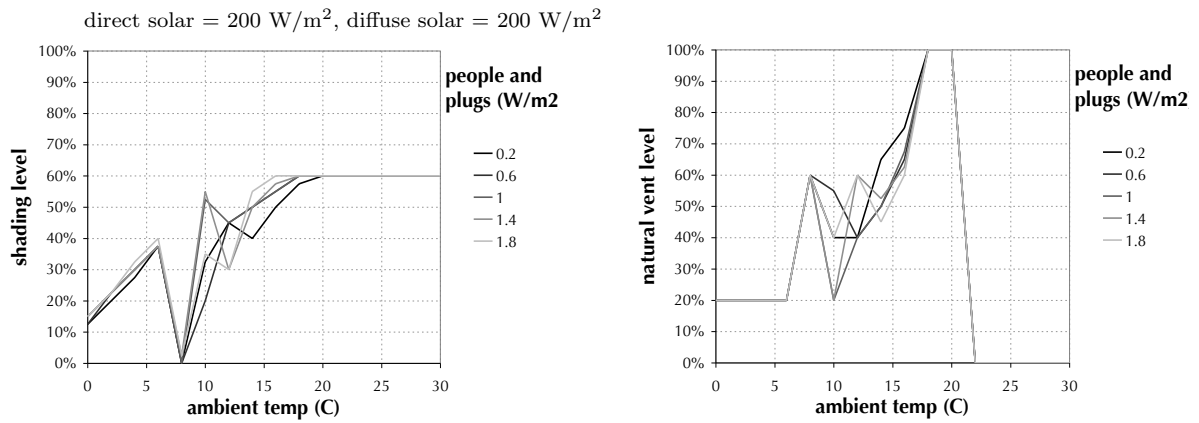 direct solar = 200 W/m², diffuse solar = 200 W/m²
100%
90%
80%
70%
60%
50%
40%
30%
20%
10%
0%
0 5 10 15 20 25 30
shading level
ambient temp (C)
people and
plugs (W/m2
0.2
0.6
1
1.4
1.8
100%
90%
80%
70%
60%
50%
40%
30%
20%
10%
0%
0 5 10 15 20 25 30
natural vent level
ambient temp (C)
people and
plugs (W/m2
0.2
0.6
1
1.4
1.8